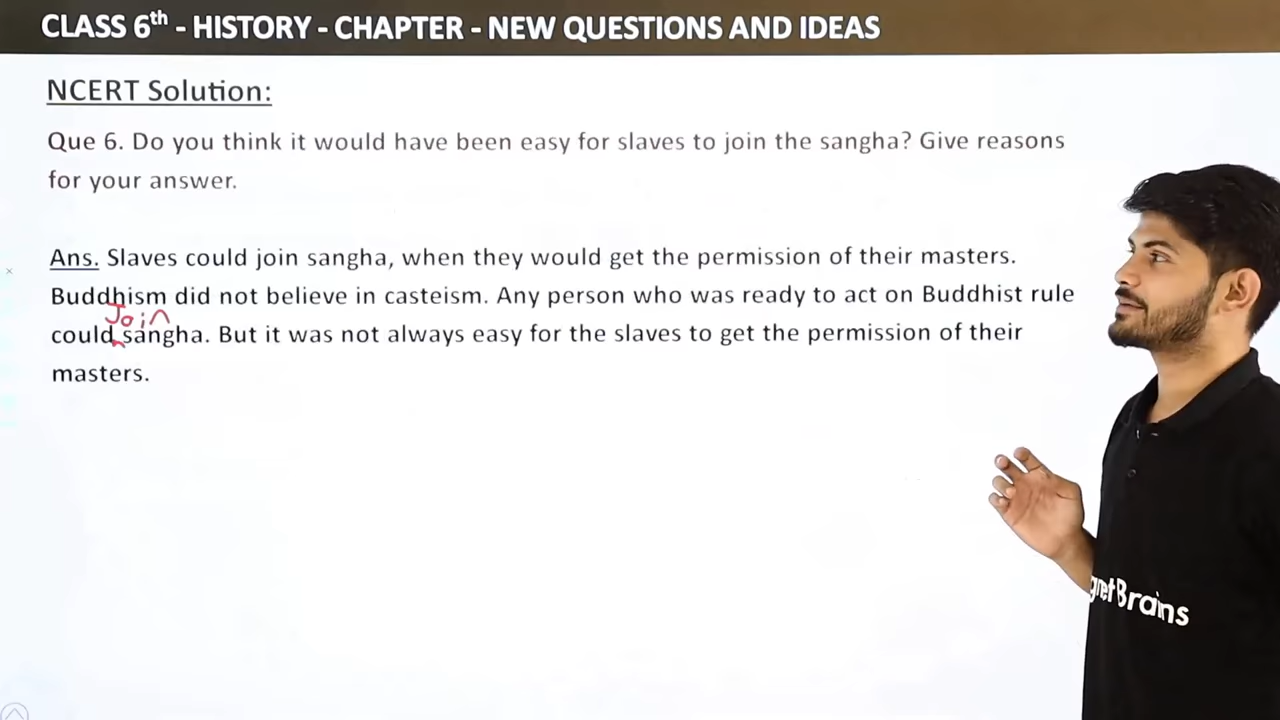 CLASS 6th - HISTORY - CHAPTER - NEW QUESTIONS AND IDEAS
NCERT Solution:
Que 6. Do you think it would have been easy for slaves to join the sangha? Give reasons
for your answer.
Ans. Slaves could join sangha, when they would get the permission of their masters.
Buddhism did not believe in casteism. Any person who was ready to act on Buddhist rule
Join
could sangha. But it was not always easy for the slaves to get the permission of their
masters.
gnetBrains